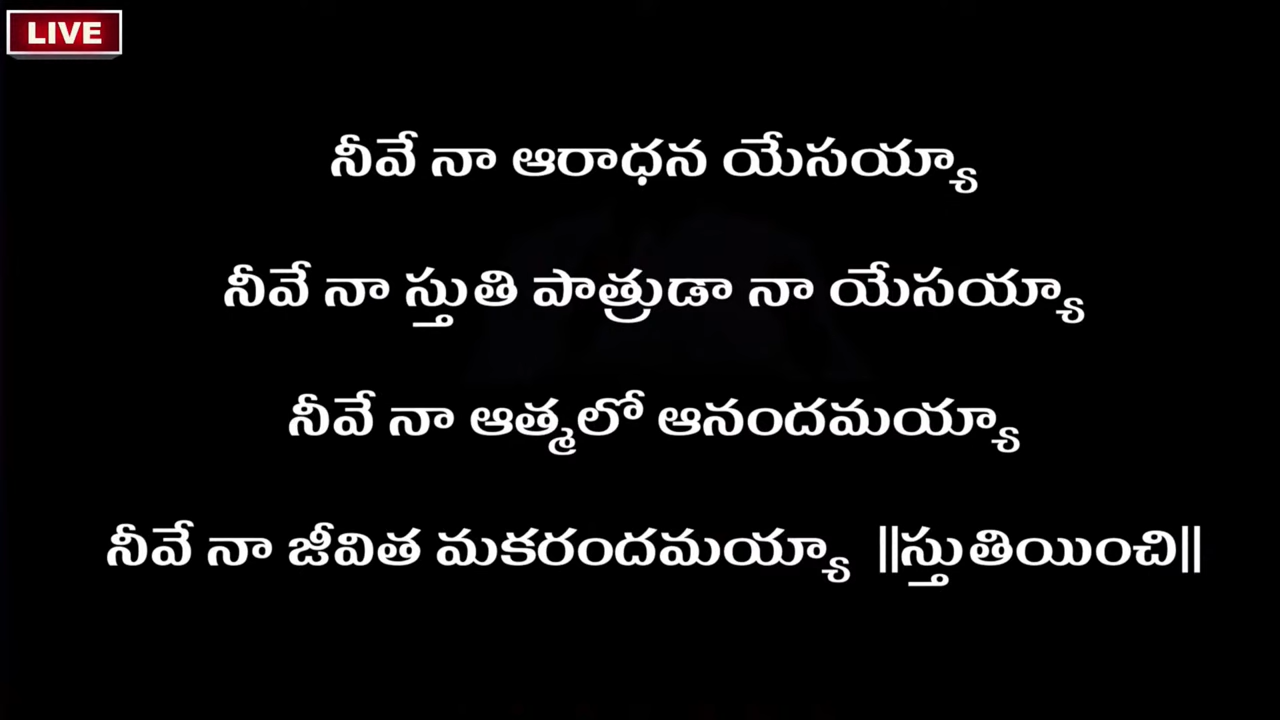 LIVE
నీవే నా ఆరాధన యేసయ్యా
నీవే నా స్తుతి పాత్రుడా నా యేసయ్యా
నీవే నా ఆత్మలో ఆనందమయ్యా
నీవే నా జీవిత మకరందమయ్యా ||స్తుతియించి||